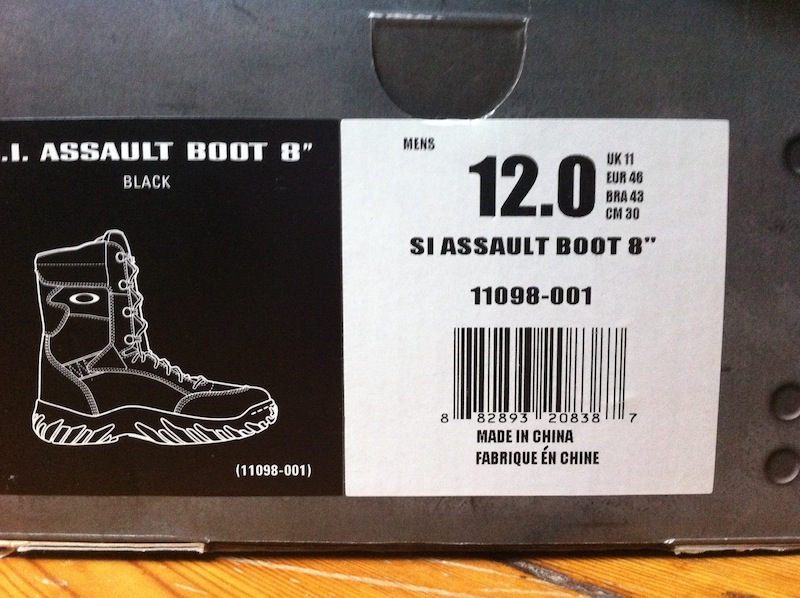 .I. ASSAULT BOOT 8"
BLACK
(11098-001)
MENS
12.0
UK 11
EUR 46
BRA 43
CM 30
SI ASSAULT BOOT 8"
11098-001
8 82893 20838 7
MADE IN CHINA
FABRIQUE ÉN CHINE